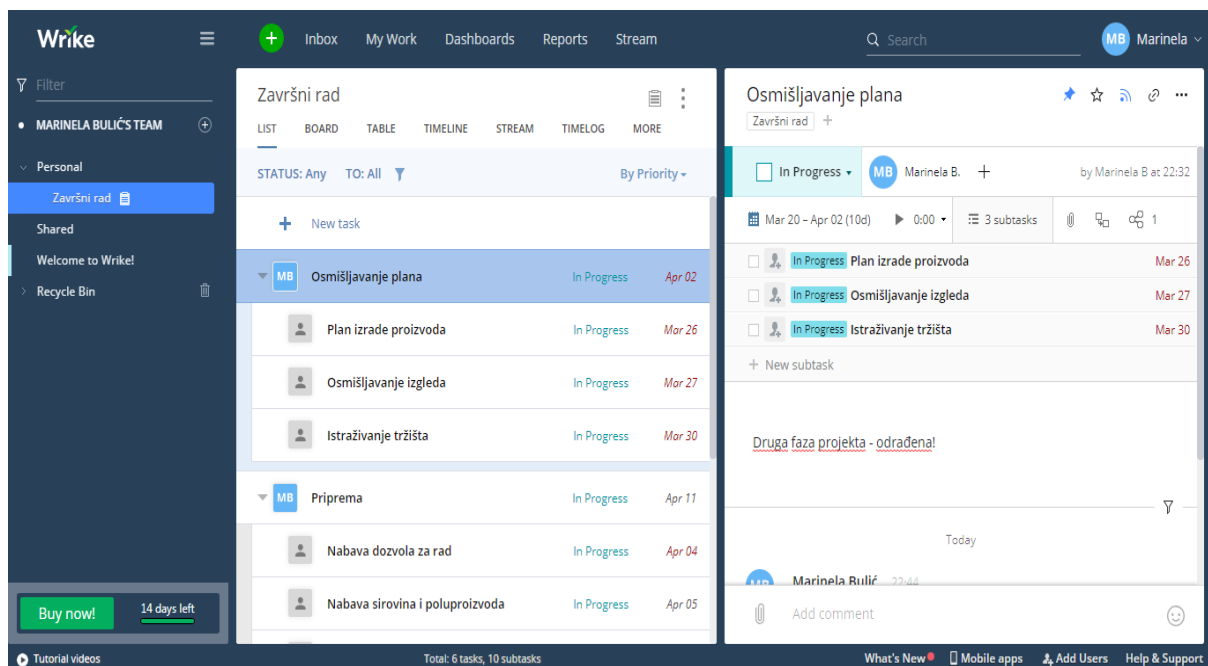 Wrike
Inbox My Work Dashboards Reports Stream
Search
MB Marinela
Filter
MARINELA BULIĆ'S TEAM
Personal
Završni rad
Shared
Welcome to Wrike!
Recycle Bin
Buy now! 14 days left
Tutorial videos
Završni rad
LIST BOARD TABLE TIMELINE STREAM TIMELOG MORE
STATUS: Any TO: All By Priority
New task
MB Osmišljavanje plana In Progress Apr 02
Plan izrade proizvoda In Progress Mar 26
Osmišljavanje izgleda In Progress Mar 27
Istraživanje tržišta In Progress Mar 30
MB Priprema In Progress Apr 11
Nabava dozvola za rad In Progress Apr 04
Nabava sirovina i poluproizvoda In Progress Apr 05
Total: 6 tasks, 10 subtasks
Osmišljavanje plana
Završni rad
In Progress MB Marinela B. by Marinela B at 22:32
Mar 20 – Apr 02 (10d) 0:00 3 subtasks 1
In Progress Plan izrade proizvoda Mar 26
In Progress Osmišljavanje izgleda Mar 27
In Progress Istraživanje tržišta Mar 30
New subtask
Druga faza projekta - odrađena!
Today
MB Marinela Bulić 22:44
Add comment
What's New Mobile apps Add Users Help & Support